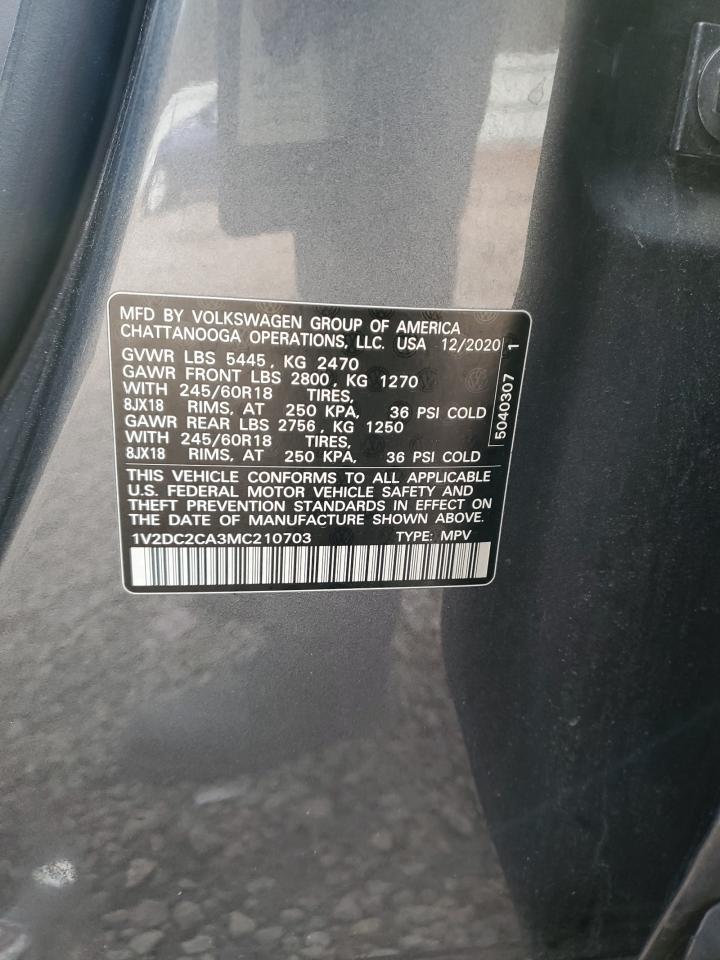 MFD BY VOLKSWAGEN GROUP OF AMERICA
CHATTANOOGA OPERATIONS, LLC. USA 12/2020
GVWR LBS 5445, KG 2470
GAWR FRONT LBS 2800, KG 1270
WITH 245/60R18 TIRES,
8JX18 RIMS, AT 250 KPA, 36 PSI COLD
GAWR REAR LBS 2756, KG 1250
WITH 245/60R18 TIRES,
8JX18 RIMS, AT 250 KPA, 36 PSI COLD
5040307 1
THIS VEHICLE CONFORMS TO ALL APPLICABLE
U.S. FEDERAL MOTOR VEHICLE SAFETY AND
THEFT PREVENTION STANDARDS IN EFFECT ON
THE DATE OF MANUFACTURE SHOWN ABOVE.
1V2DC2CA3MC210703 TYPE: MPV